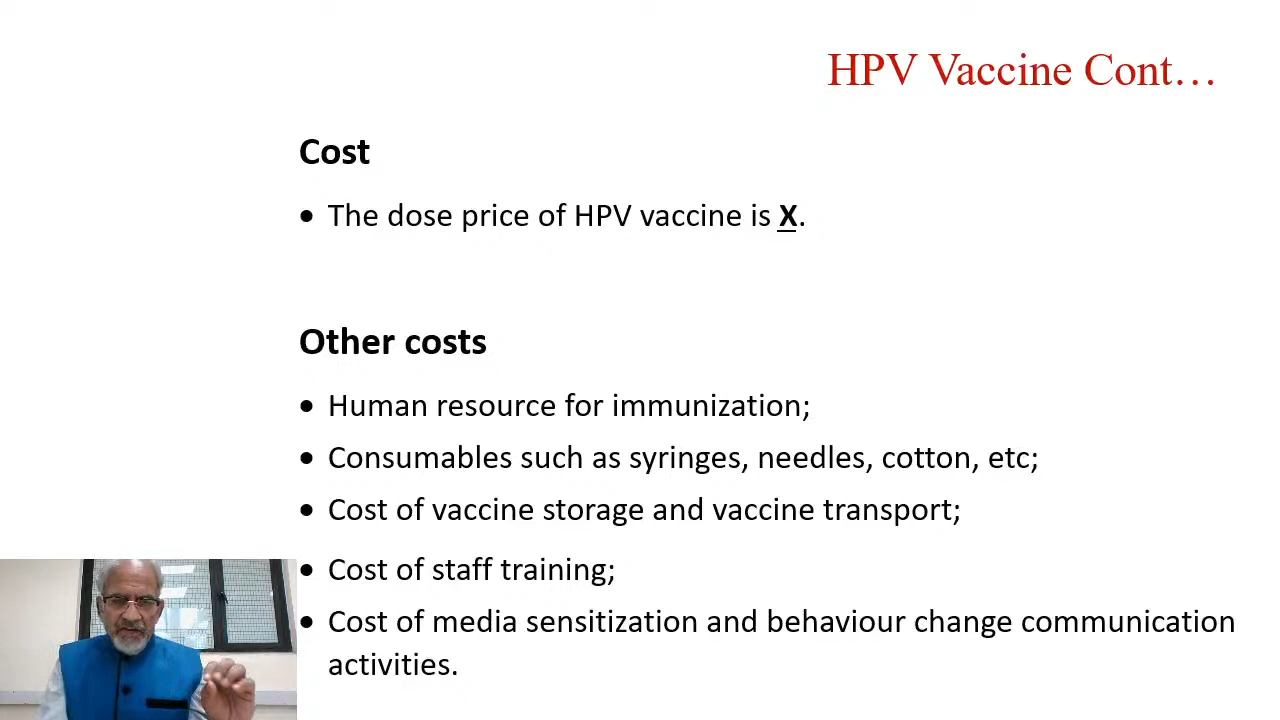 HPV Vaccine Cont…
Cost
• The dose price of HPV vaccine is X.
Other costs
• Human resource for immunization;
• Consumables such as syringes, needles, cotton, etc;
• Cost of vaccine storage and vaccine transport;
• Cost of staff training;
• Cost of media sensitization and behaviour change communication
activities.